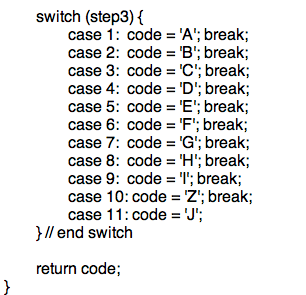 switch (step3) {
case 1: code = 'A'; break;
case 2: code = 'B'; break;
case 3: code = 'C'; break;
case 4: code = 'D'; break;
case 5: code = 'E'; break;
case 6: code = 'F'; break;
case 7: code = 'G'; break;
case 8: code = 'H'; break;
case 9: code = 'I'; break;
case 10: code = 'Z'; break;
case 11: code = 'J';
} // end switch
return code;
}